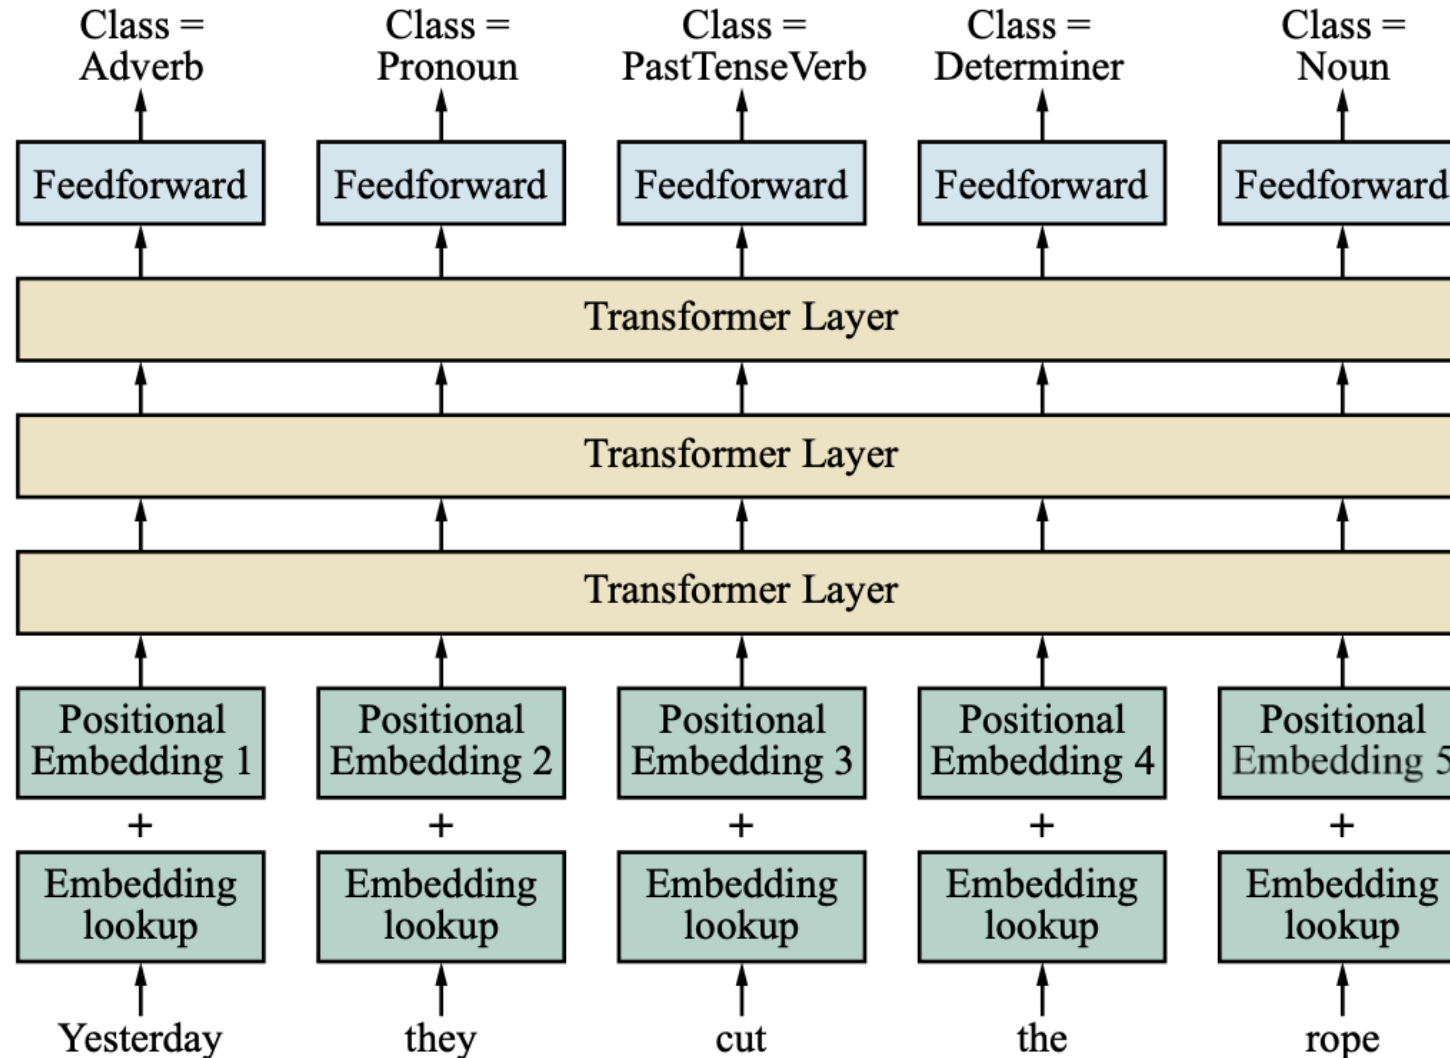 Class = Class = Class = Class = Class =
Adverb Pronoun PastTenseVerb Determiner Noun
Feedforward Feedforward Feedforward Feedforward Feedforward
Transformer Layer
Transformer Layer
Transformer Layer
Positional Positional Positional Positional Positional
Embedding 1 Embedding 2 Embedding 3 Embedding 4 Embedding 5
+ + + + +
Embedding Embedding Embedding Embedding Embedding
lookup lookup lookup lookup lookup
Yesterday they cut the rope